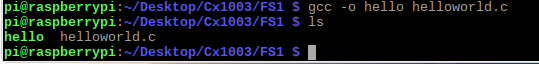 pi@raspberrypi:~/Desktop/Cx1003/FS1 $ gcc -o hello helloworld.c
pi@raspberrypi:~/Desktop/Cx1003/FS1 $ ls
hello  helloworld.c
pi@raspberrypi:~/Desktop/Cx1003/FS1 $